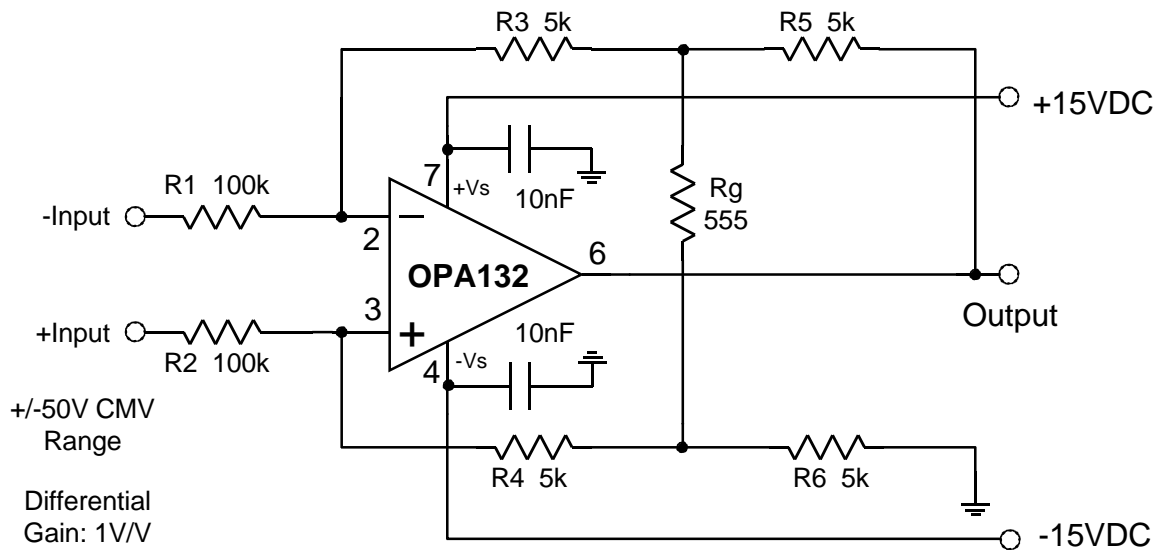 R3 5k
R5 5k
+15VDC
7
+Vs
10nF
R1 100k
Rg
555
-Input
2
OPA132
6
Output
3
+Input
R2 100k
10nF
4
-Vs
+/-50V CMV
Range
R4 5k
R6 5k
Differential
Gain: 1V/V
-15VDC